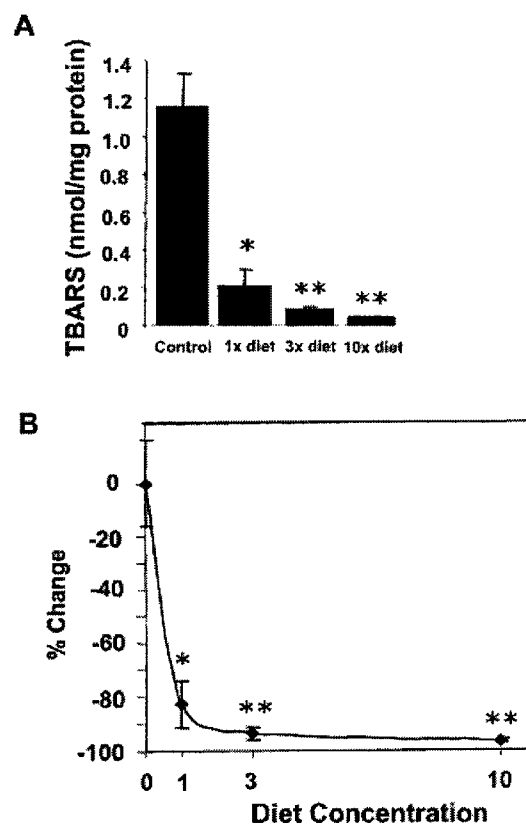 A
TBARS (nmol/mg protein)
1.4
1.2
1.0
0.8
0.6
0.4
0.2
0
*
**
**
Control 1x diet 3x diet 10x diet
B
% Change
0
-20
-40
-60
-80
-100
*
**
**
0 1 3 10
Diet Concentration